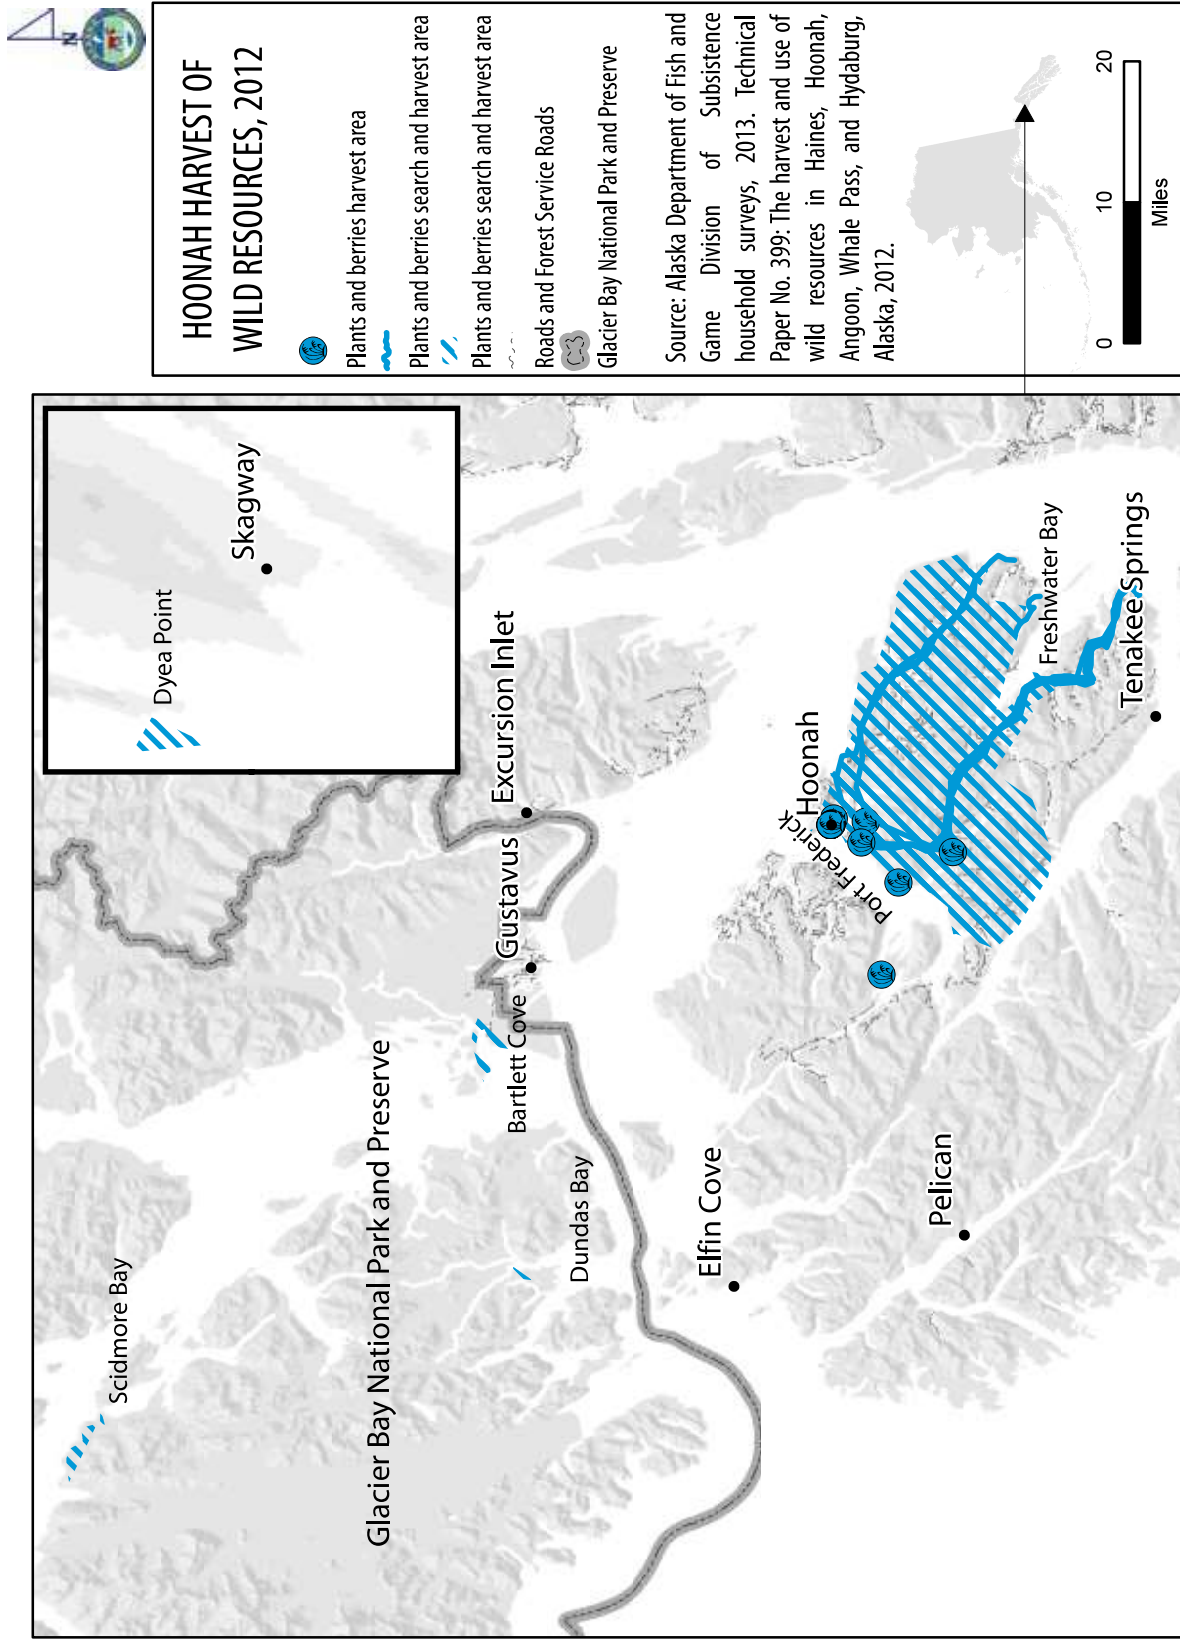 HOONAH HARVEST OF
WILD RESOURCES, 2012
Plants and berries harvest area
Plants and berries search and harvest area
Plants and berries search and harvest area
Roads and Forest Service Roads
Glacier Bay National Park and Preserve
Source: Alaska Department of Fish and
Game Division of Subsistence
household surveys, 2013. Technical
Paper No. 399: The harvest and use of
wild resources in Haines, Hoonah,
Angoon, Whale Pass, and Hydaburg,
Alaska, 2012.
0 10 20
Miles
N
Skagway
Dyea Point
Excursion Inlet
Gustavus
Bartlett Cove
Glacier Bay National Park and Preserve
Scidmore Bay
Dundas Bay
Elfin Cove
Pelican
Hoonah
Port Frederick
Freshwater Bay
Tenakee Springs